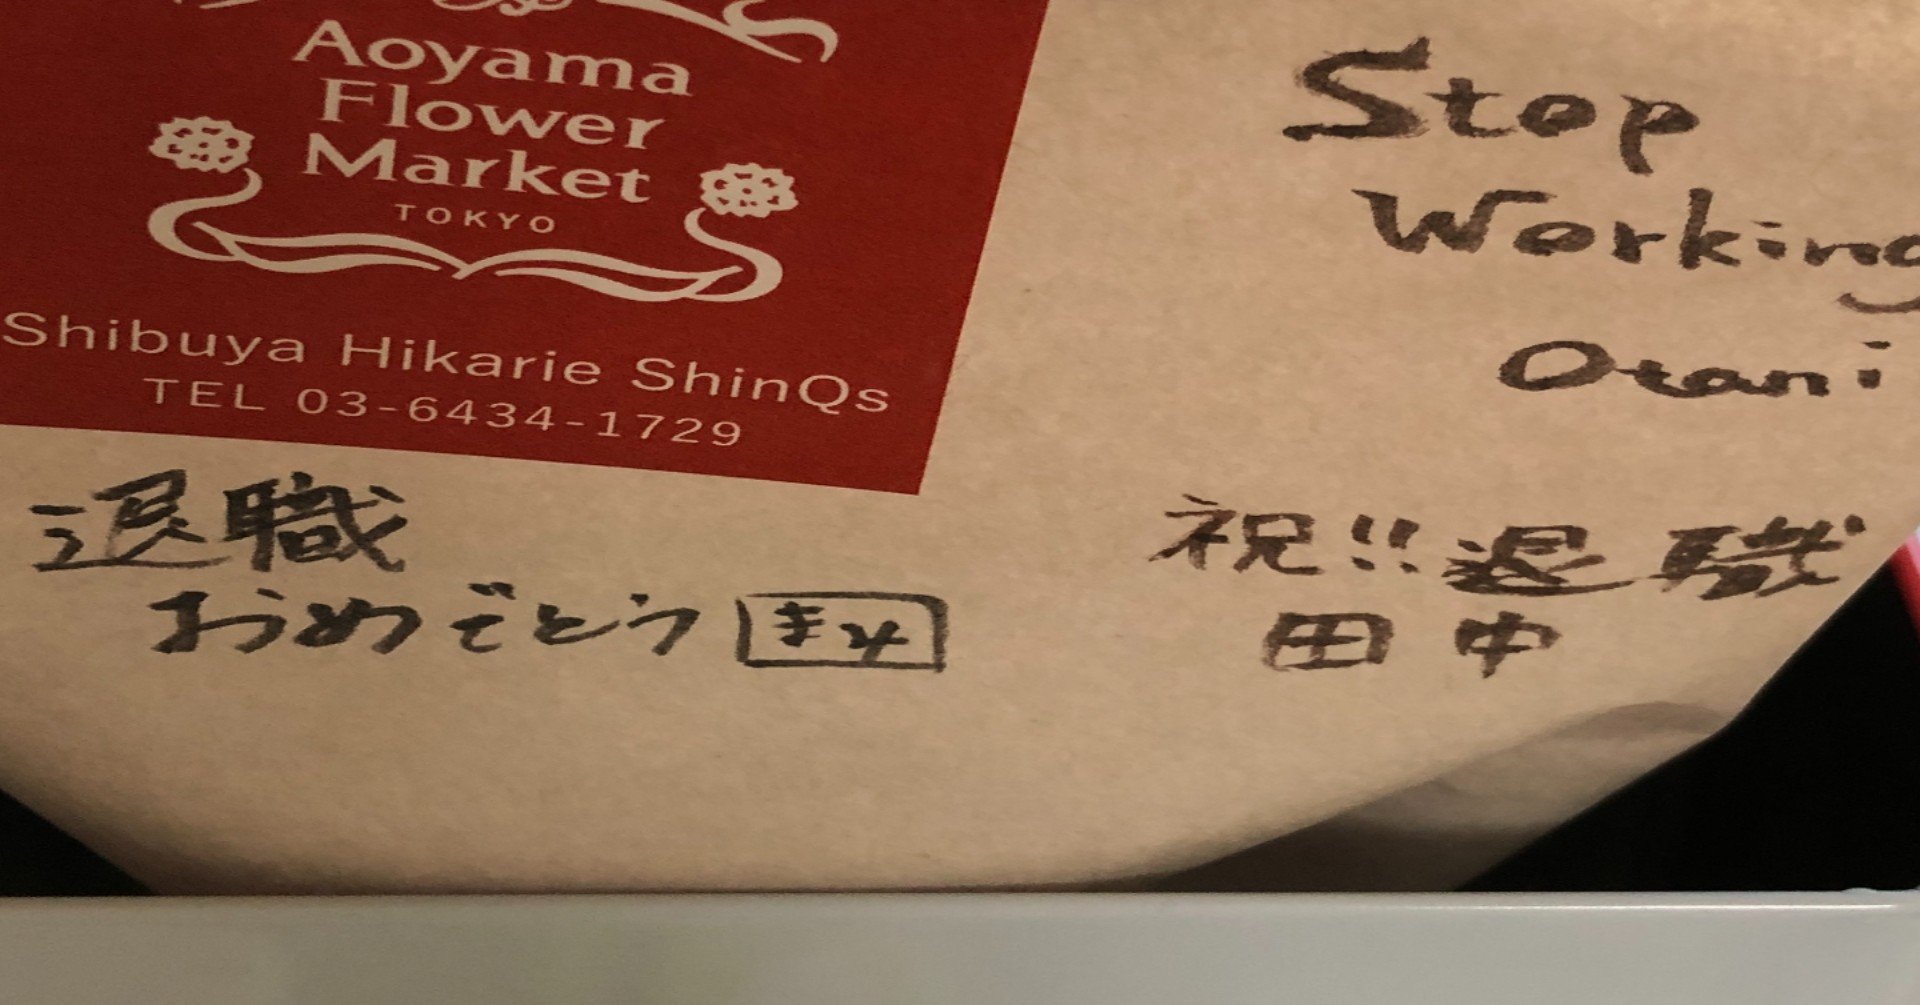 Aoyama
Flower
Market
TOKYO
Shibuya Hikarie ShinQs
TEL 03-6434-1729
Stop
Working
Otani
退職
おめでとう
祝!!退職
田中